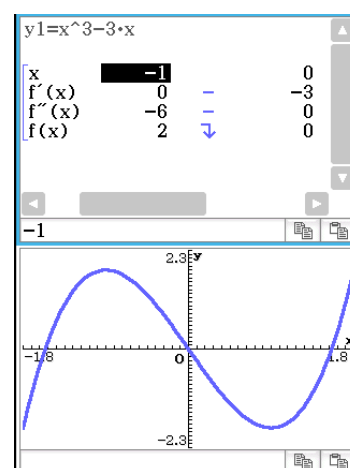 y1=x^3−3·x
x −1 0
f′(x) 0 − −3
f″(x) −6 − 0
f(x) 2 ⤵ 0
−1
2.3 y
x
−1.8 O 1.8
−2.3